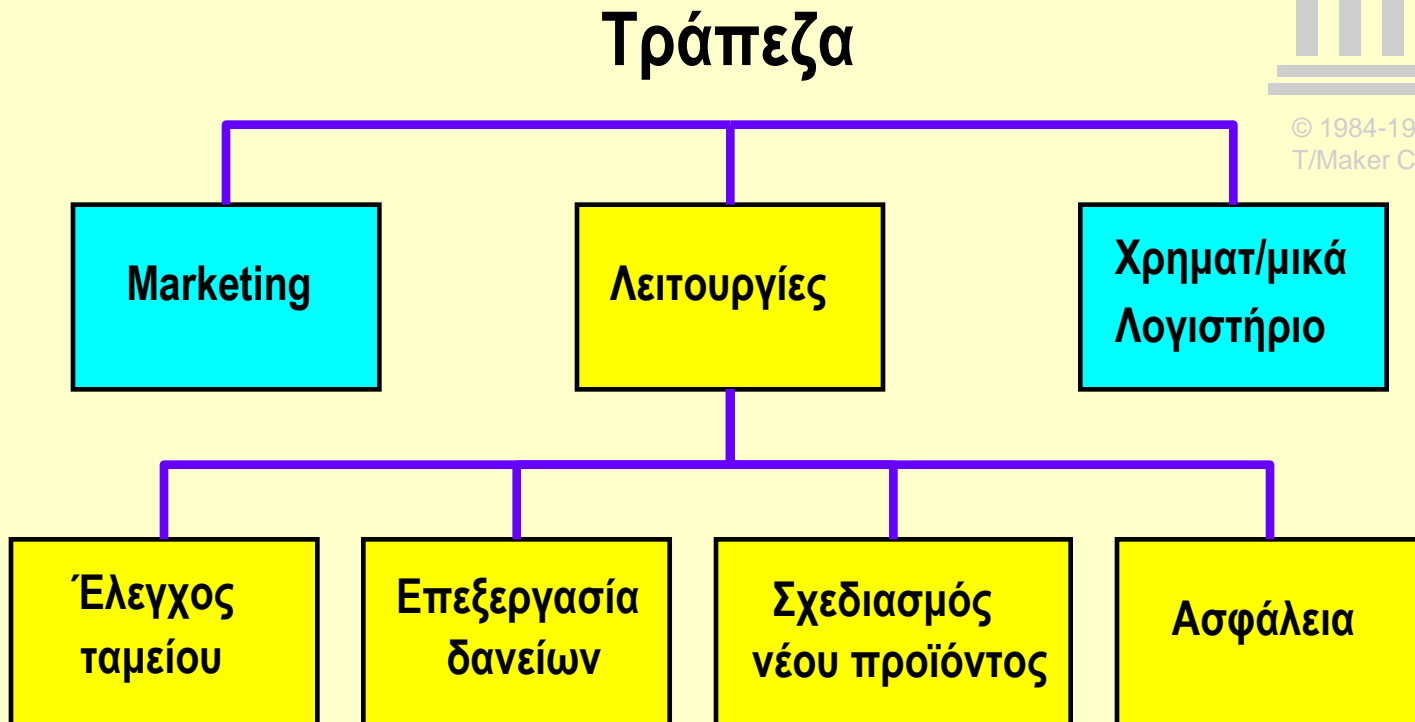 Τράπεζα
© 1984-19
T/Maker C
Marketing
Λειτουργίες
Χρηματ/μικά
Λογιστήριο
Έλεγχος
ταμείου
Επεξεργασία
δανείων
Σχεδιασμός
νέου προϊόντος
Ασφάλεια